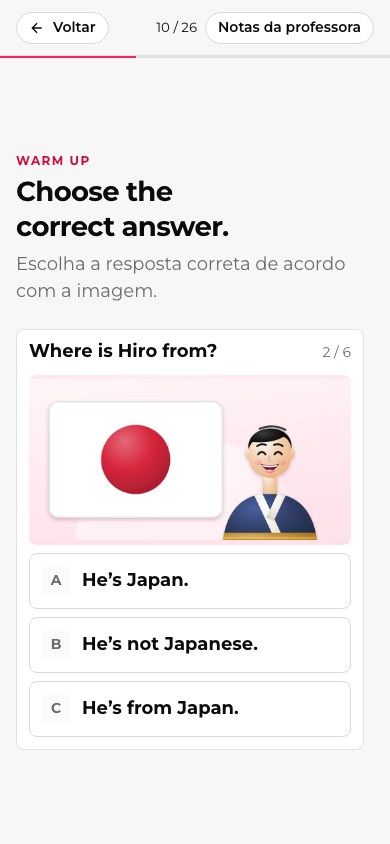 ← Voltar
10 / 26
Notas da professora
WARM UP
Choose the
correct answer.
Escolha a resposta correta de acordo
com a imagem.
Where is Hiro from?
2 / 6
A He’s Japan.
B He’s not Japanese.
C He’s from Japan.